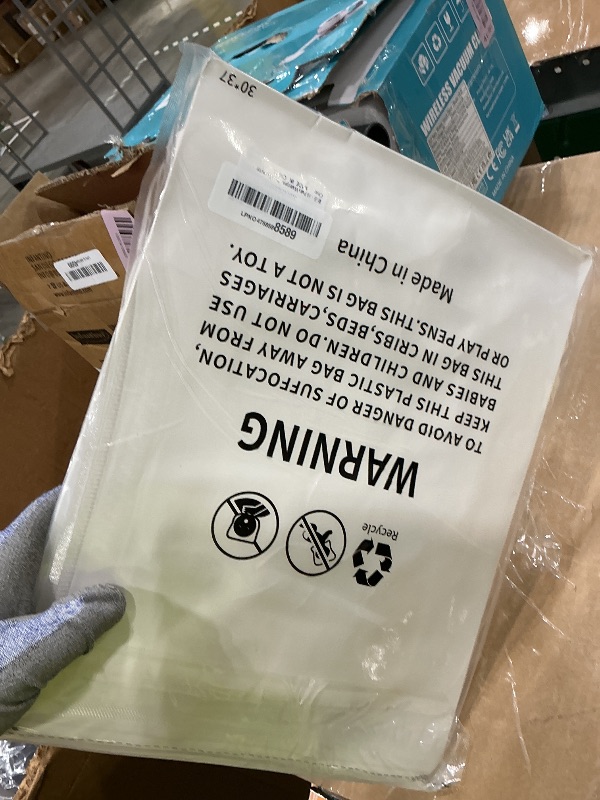 WARNING
TO AVOID DANGER OF SUFFOCATION,
KEEP THIS PLASTIC BAG AWAY FROM
BABIES AND CHILDREN.DO NOT USE
THIS BAG IN CRIBS,BEDS,CARRIAGES
OR PLAY PENS.THIS BAG IS NOT A TOY.
Made in China
Recycle
30*37
8589
WIRELESS VACUUM